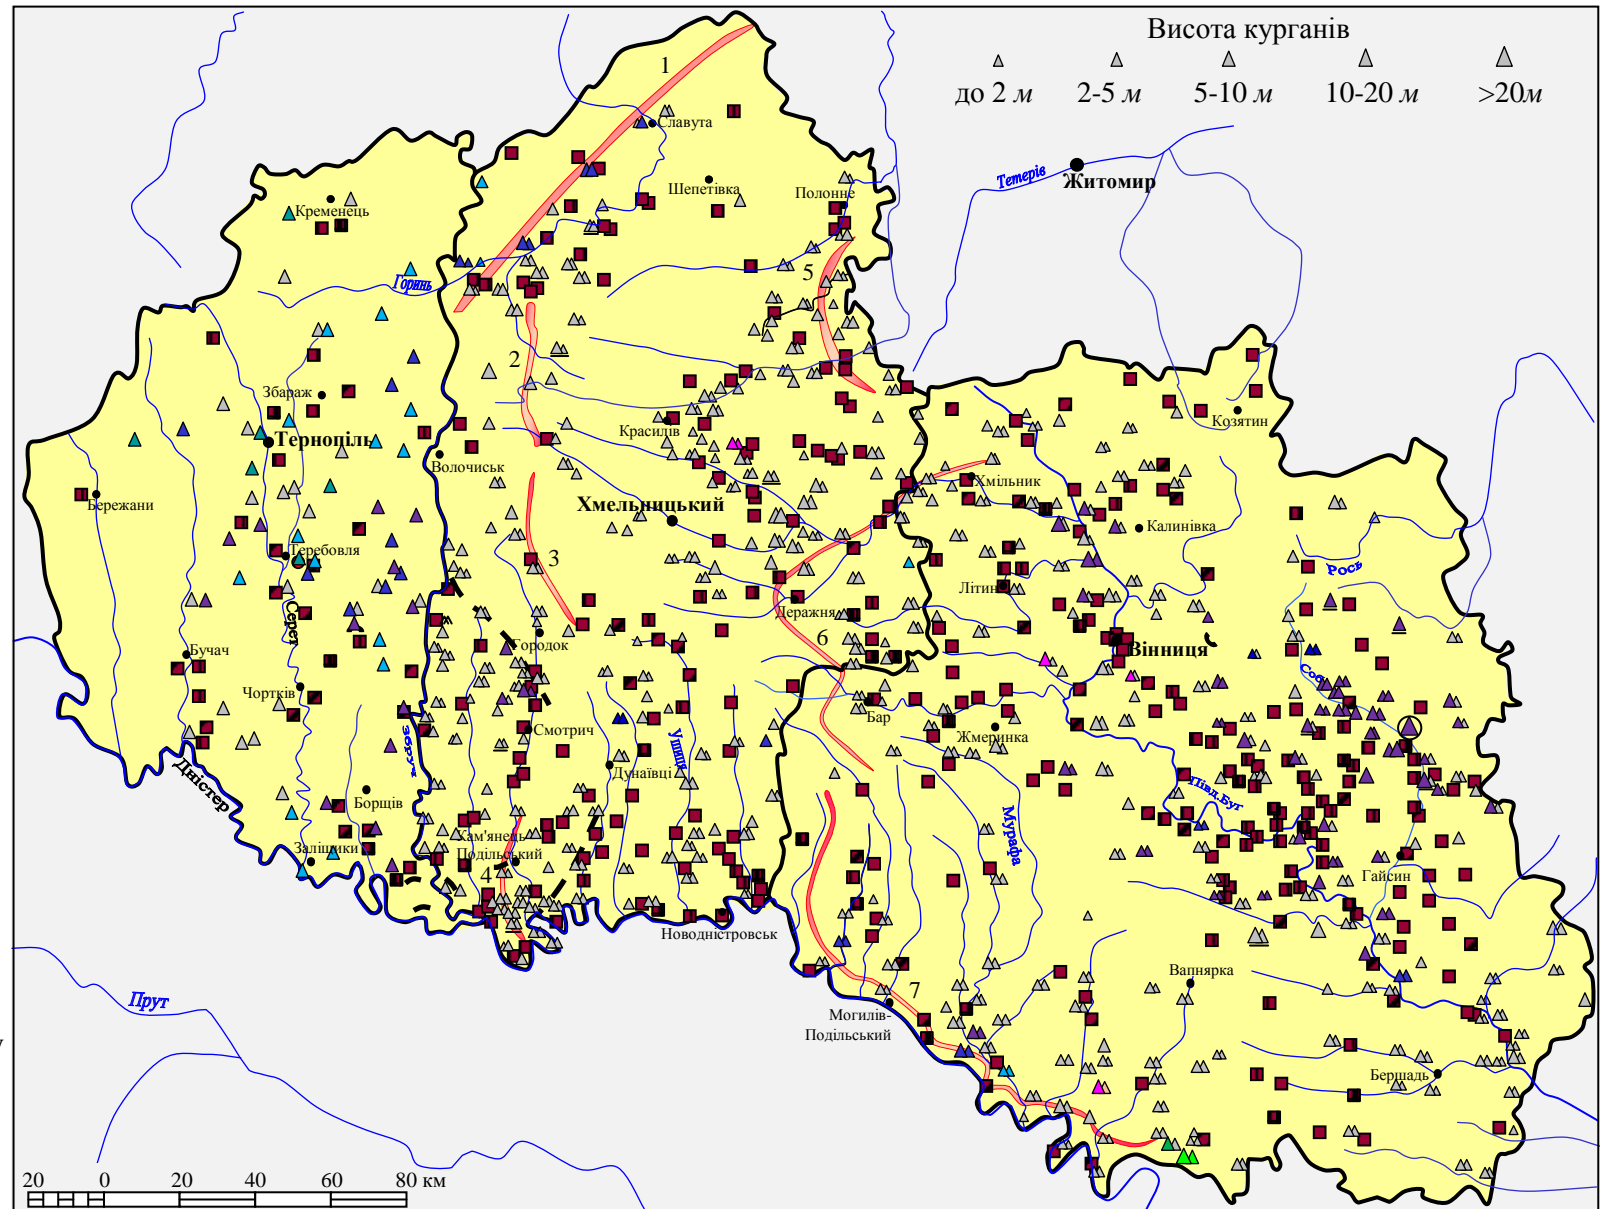 Висота курганів
до 2 м 2-5 м 5-10 м 10-20 м >20м
1
Славута
Тетерів
Житомир
Шепетівка
Полонне
Кременець
Горинь
5
2
Збараж
Козятин
Красилів
Тернопіль
Волочиськ
Хмільник
Бережани
Хмельницький
Калинівка
Теребовля
3
Рось
Літин
Деражня
Серет
6
Городок
Вінниця
Бучач
Соб
Чортків
Бар
Смотрич
Жмеринка
Збруч
Ушиця
Дністер
Дунаївці
Півд.Буг
Борщів
Мурафа
Кам'янець-
Подільський
Заліщики
4
Гайсин
Новодністровськ
Вапнярка
7
Прут
Могилів-
Подільський
Бершадь
20 0 20 40 60 80 км